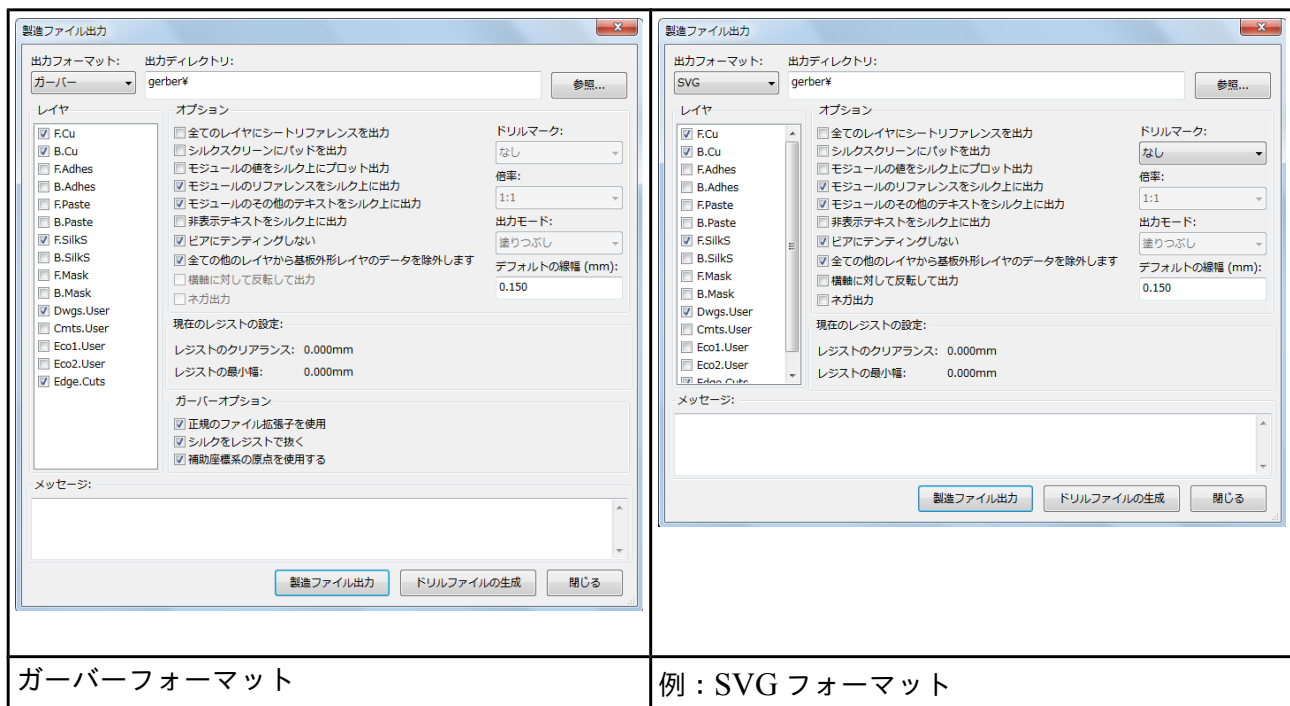 製造ファイル出力
出力フォーマット: 出力ディレクトリ:
ガーバー gerber¥ 参照...
レイヤ
F.Cu
B.Cu
F.Adhes
B.Adhes
F.Paste
B.Paste
F.SilkS
B.SilkS
F.Mask
B.Mask
Dwgs.User
Cmts.User
Eco1.User
Eco2.User
Edge.Cuts
オプション
全てのレイヤにシートリファレンスを出力
シルクスクリーンにパッドを出力
モジュールの値をシルク上にプロット出力
モジュールのリファレンスをシルク上に出力
モジュールのその他のテキストをシルク上に出力
非表示テキストをシルク上に出力
ビアにテンティングしない
全ての他のレイヤから基板外形レイヤのデータを除外します
横軸に対して反転して出力
ネガ出力
ドリルマーク:
なし
倍率:
1:1
出力モード:
塗りつぶし
デフォルトの線幅 (mm):
0.150
現在のレジストの設定:
レジストのクリアランス: 0.000mm
レジストの最小幅: 0.000mm
ガーバーオプション
正規のファイル拡張子を使用
シルクをレジストで抜く
補助座標系の原点を使用する
メッセージ:
製造ファイル出力 ドリルファイルの生成 閉じる
ガーバーフォーマット
製造ファイル出力
出力フォーマット: 出力ディレクトリ:
SVG gerber¥ 参照...
レイヤ
F.Cu
B.Cu
F.Adhes
B.Adhes
F.Paste
B.Paste
F.SilkS
B.SilkS
F.Mask
B.Mask
Dwgs.User
Cmts.User
Eco1.User
Eco2.User
Edge.Cuts
オプション
全てのレイヤにシートリファレンスを出力
シルクスクリーンにパッドを出力
モジュールの値をシルク上にプロット出力
モジュールのリファレンスをシルク上に出力
モジュールのその他のテキストをシルク上に出力
非表示テキストをシルク上に出力
ビアにテンティングしない
全ての他のレイヤから基板外形レイヤのデータを除外します
横軸に対して反転して出力
ネガ出力
ドリルマーク:
なし
倍率:
1:1
出力モード:
塗りつぶし
デフォルトの線幅 (mm):
0.150
現在のレジストの設定:
レジストのクリアランス: 0.000mm
レジストの最小幅: 0.000mm
メッセージ:
製造ファイル出力 ドリルファイルの生成 閉じる
例：SVG フォーマット